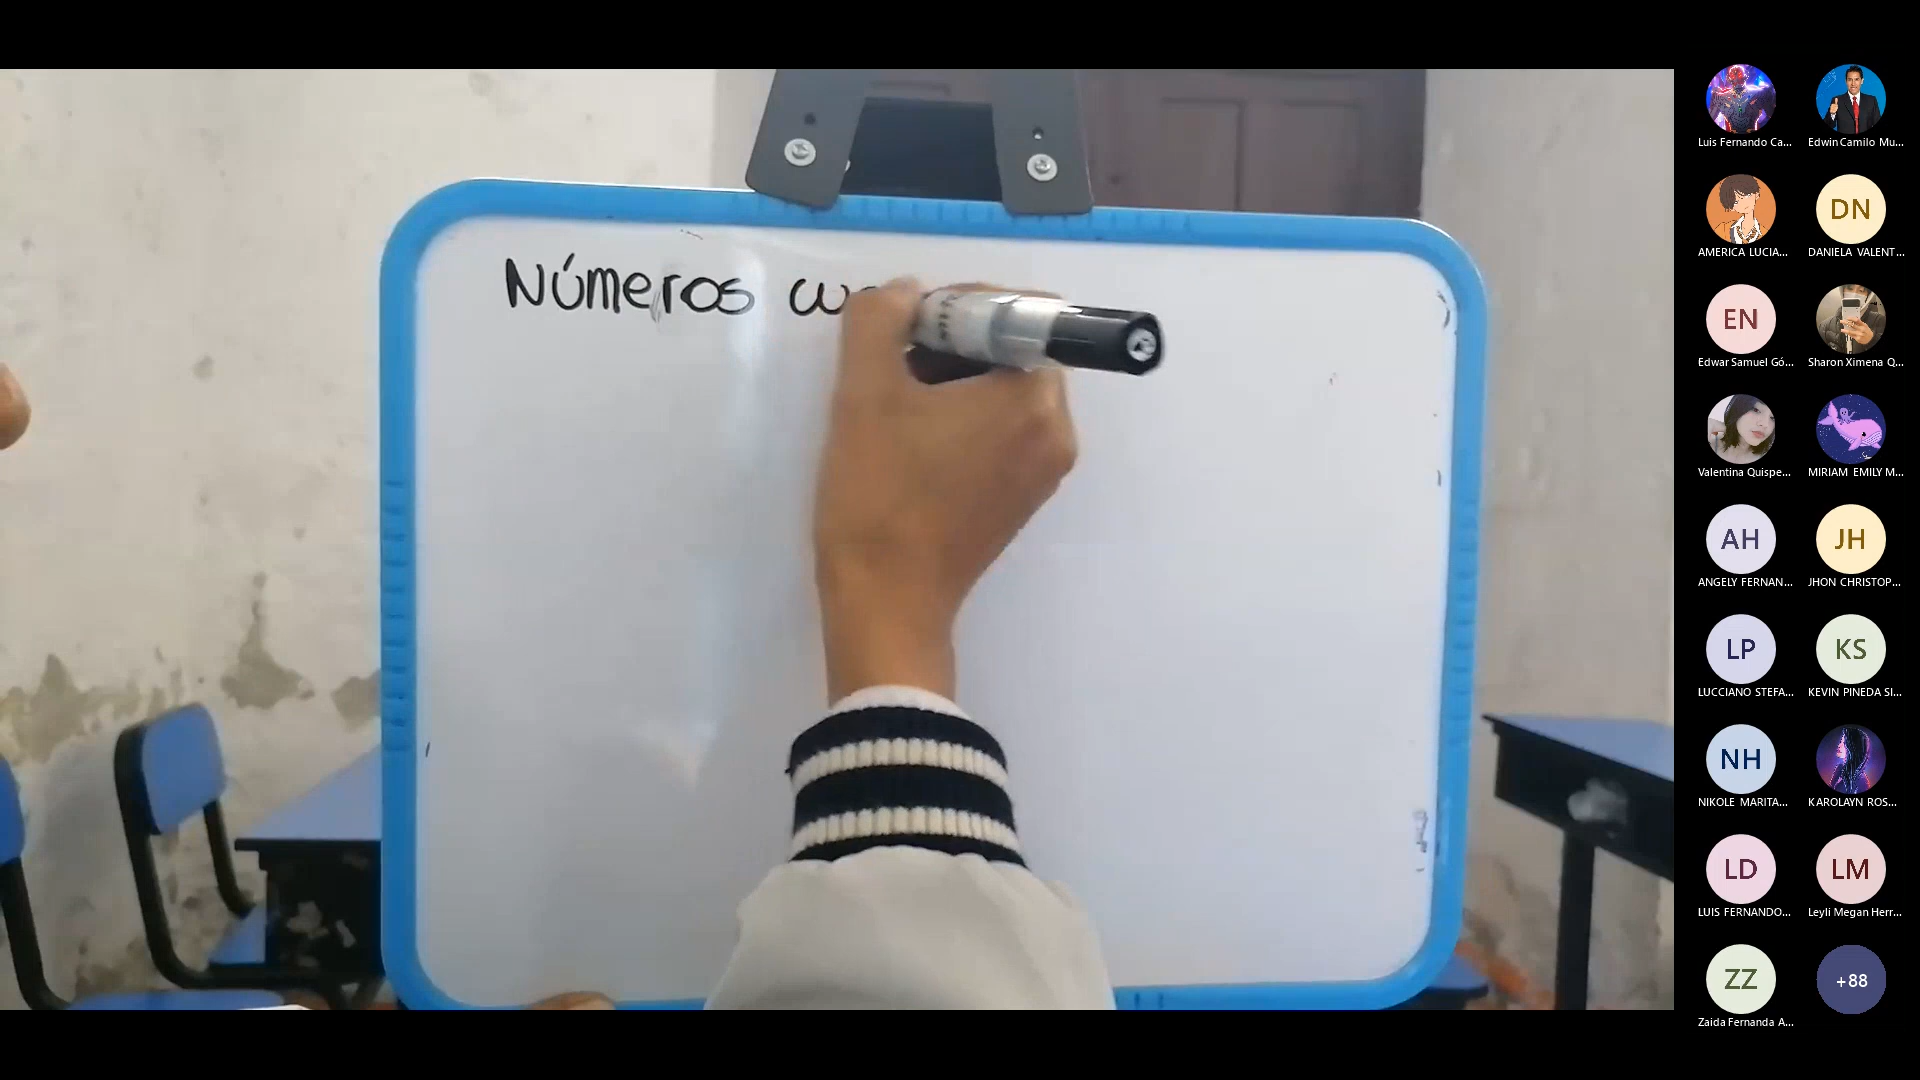 Números
Luis Fernando Ca...
Edwin Camilo Mu...
AMERICA LUCIA...
DN
DANIELA VALENT...
EN
Edwar Samuel Gó...
Sharon Ximena Q...
Valentina Quispe...
MIRIAM EMILY M...
AH
ANGELY FERNAN...
JH
JHON CHRISTOP...
LP
LUCCIANO STEFA...
KS
KEVIN PINEDA SI...
NH
NIKOLE MARITA...
KAROLAYN ROS...
LD
LUIS FERNANDO...
LM
Leyli Megan Herr...
ZZ
Zaida Fernanda A...
+88